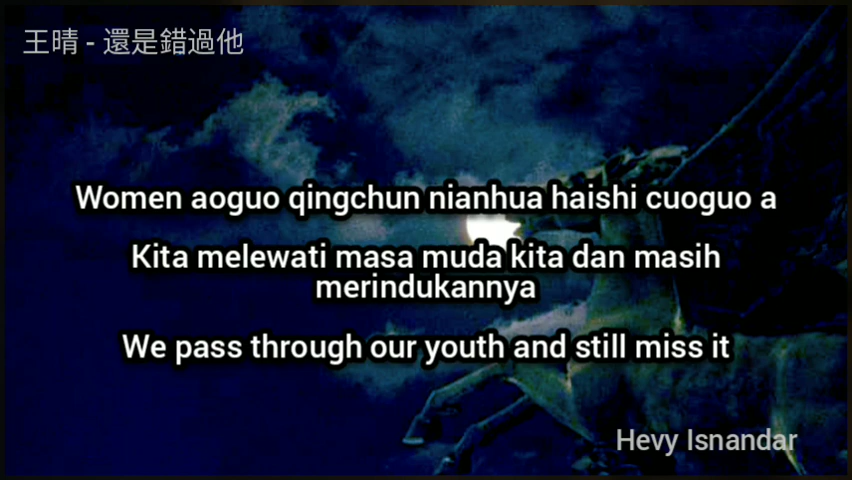 王晴 - 還是錯過他
Women aoguo qingchun nianhua haishi cuoguo a
Kita melewati masa muda kita dan masih
merindukannya
We pass through our youth and still miss it
Hevy Isnandar